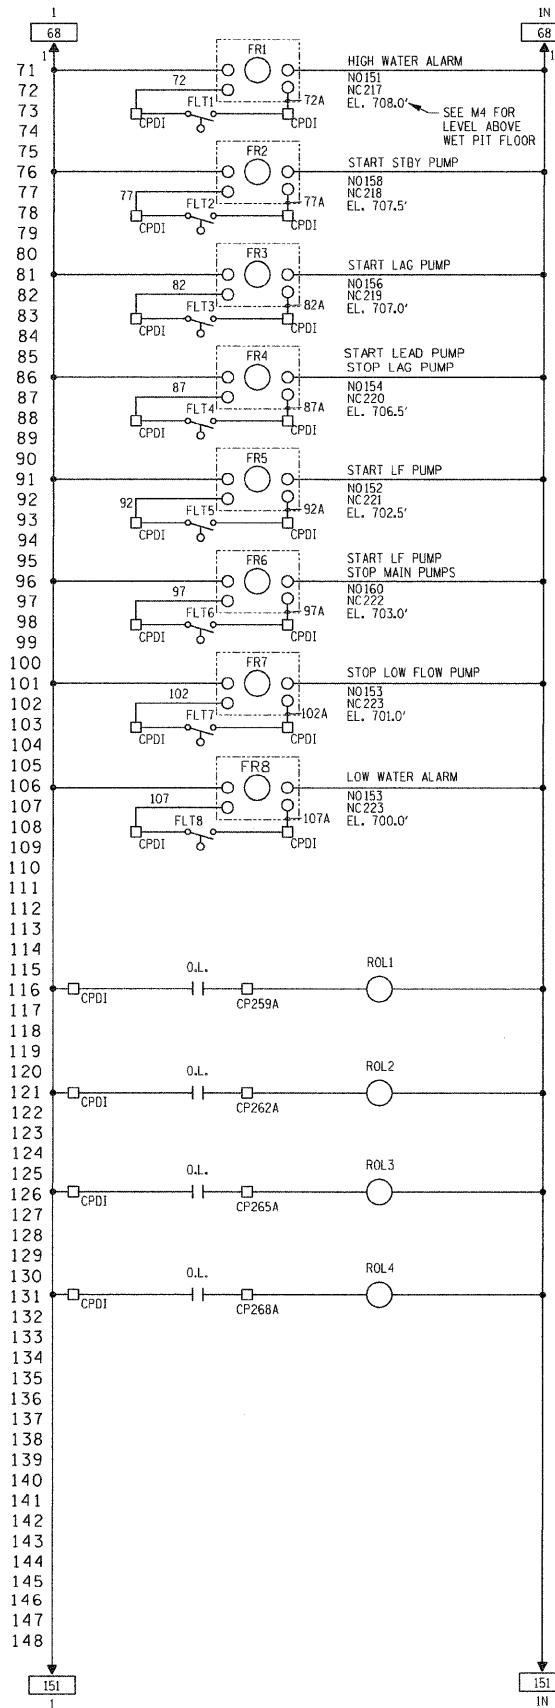 1 1N
68 68
1 1
71 FR1 HIGH WATER ALARM
72 72 NO151
NC217
73 CPDI FLT1 72A CPDI EL. 708.0'
74 SEE M4 FOR
LEVEL ABOVE
WET PIT FLOOR
75
76 FR2 START STBY PUMP
77 77 NO158
NC218
78 CPDI FLT2 77A CPDI EL. 707.5'
79
80
81 FR3 START LAG PUMP
82 82 NO156
NC219
83 CPDI FLT3 82A CPDI EL. 707.0'
84
85 START LEAD PUMP
86 FR4 STOP LAG PUMP
87 87 NO154
NC220
88 CPDI FLT4 87A CPDI EL. 706.5'
89
90
91 FR5 START LF PUMP
92 92 NO152
NC221
93 CPDI FLT5 92A CPDI EL. 702.5'
94
95 START LF PUMP
96 FR6 STOP MAIN PUMPS
97 97 NO160
NC222
98 CPDI FLT6 97A CPDI EL. 703.0'
99
100
101 FR7 STOP LOW FLOW PUMP
102 102 NO153
NC223
103 CPDI FLT7 102A CPDI EL. 701.0'
104
105
106 FR8 LOW WATER ALARM
107 107 NO153
NC223
108 CPDI FLT8 107A CPDI EL. 700.0'
109
110
111
112
113
114
115 O.L. ROL1
116 CPDI CP259A
117
118
119
120 O.L. ROL2
121 CPDI CP262A
122
123
124
125 O.L. ROL3
126 CPDI CP265A
127
128
129
130 O.L. ROL4
131 CPDI CP268A
132
133
134
135
136
137
138
139
140
141
142
143
144
145
146
147
148
151 151
1 1N